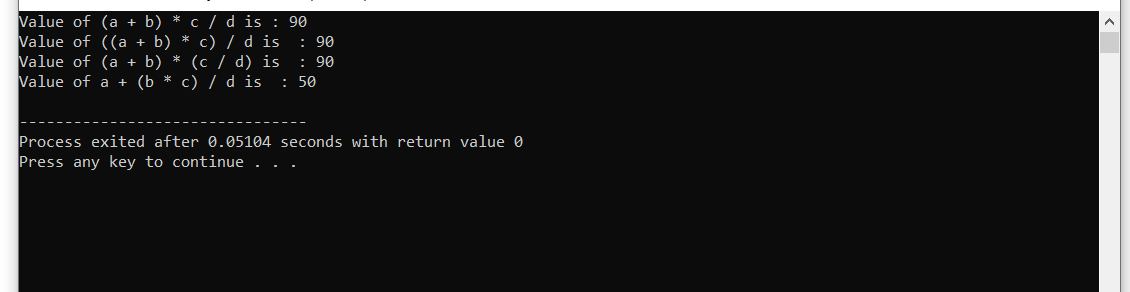 Value of (a + b) * c / d is : 90
Value of ((a + b) * c) / d is  : 90
Value of (a + b) * (c / d) is  : 90
Value of a + (b * c) / d is  : 50
--------------------------------
Process exited after 0.05104 seconds with return value 0
Press any key to continue . . .